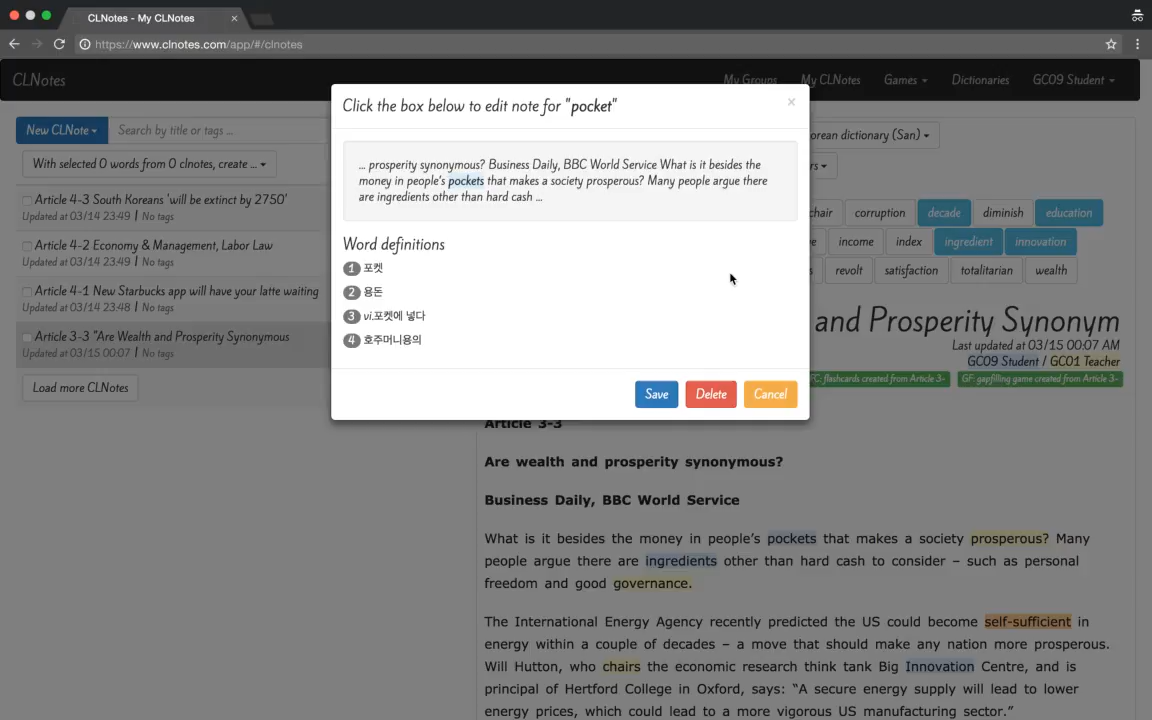 CLNotes - My CLNotes
https://www.clnotes.com/app/#/clnotes
CLNotes
My Groups
My CLNotes
Games
Dictionaries
GC09 Student
Click the box below to edit note for "pocket"
×
New CLNote
Search by title or tags ...
With selected 0 words from 0 clnotes, create ...
Article 4-3 South Koreans 'will be extinct by 2750'
Updated at 03/14 23:49 | No tags
Article 4-2 Economy & Management, Labor Law
Updated at 03/14 23:49 | No tags
Article 4-1 New Starbucks app will have your latte waiting
Updated at 03/14 23:48 | No tags
Article 3-3 "Are Wealth and Prosperity Synonymous
Updated at 03/15 00:07 | No tags
Load more CLNotes
... prosperity synonymous? Business Daily, BBC World Service What is it besides the
money in people's pockets that makes a society prosperous? Many people argue there
are ingredients other than hard cash ...
Word definitions
1 포켓
2 용돈
3 vi.포켓에 넣다
4 호주머니용의
Save
Delete
Cancel
orean dictionary (San)
chair corruption decade diminish education
income index ingredient innovation
revolt satisfaction totalitarian wealth
and Prosperity Synonym
Last updated at 03/15 00:07 AM
GC09 Student / GC01 Teacher
FC: flashcards created from Article 3-
GF: gapfilling game created from Article 3-
Article 3-3
Are wealth and prosperity synonymous?
Business Daily, BBC World Service
What is it besides the money in people's pockets that makes a society prosperous? Many
people argue there are ingredients other than hard cash to consider – such as personal
freedom and good governance.
The International Energy Agency recently predicted the US could become self-sufficient in
energy within a couple of decades – a move that should make any nation more prosperous.
Will Hutton, who chairs the economic research think tank Big Innovation Centre, and is
principal of Hertford College in Oxford, says: “A secure energy supply will lead to lower
energy prices, which could lead to a more vigorous US manufacturing sector.”